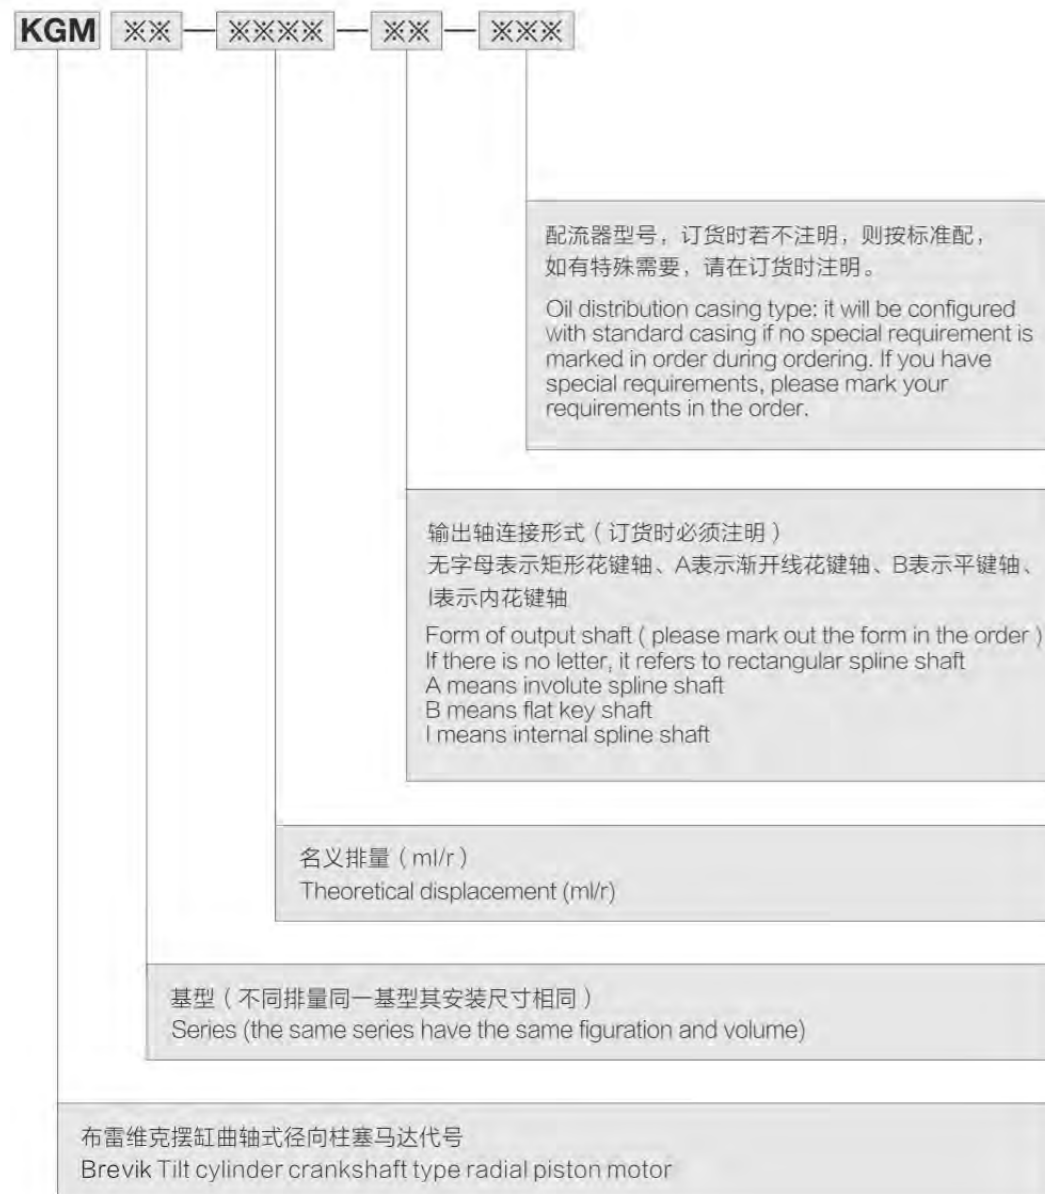 KGM ※※ — ※※※※ — ※※ — ※※※
配流器型号，订货时若不注明，则按标准配，
如有特殊需要，请在订货时注明。
Oil distribution casing type: it will be configured
with standard casing if no special requirement is
marked in order during ordering. If you have
special requirements, please mark your
requirements in the order.
输出轴连接形式（订货时必须注明）
无字母表示矩形花键轴、A表示渐开线花键轴、B表示平键轴、
I表示内花键轴
Form of output shaft ( please mark out the form in the order )
If there is no letter, it refers to rectangular spline shaft
A means involute spline shaft
B means flat key shaft
I means internal spline shaft
名义排量（ml/r）
Theoretical displacement (ml/r)
基型（不同排量同一基型其安装尺寸相同）
Series (the same series have the same figuration and volume)
布雷维克摆缸曲轴式径向柱塞马达代号
Brevik Tilt cylinder crankshaft type radial piston motor